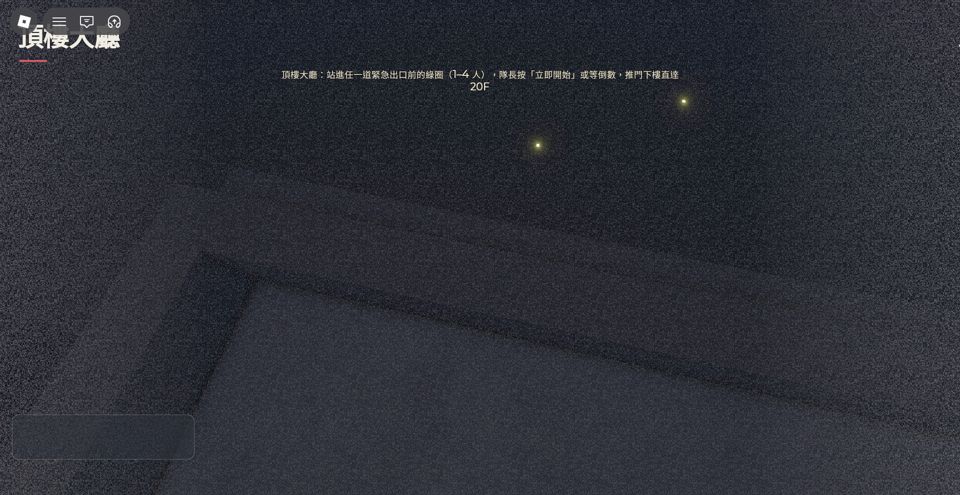 頂樓大廳
頂樓大廳：站進任一道緊急出口前的綠圈（1–4 人），隊長按「立即開始」或等倒數，推門下樓直達
20F